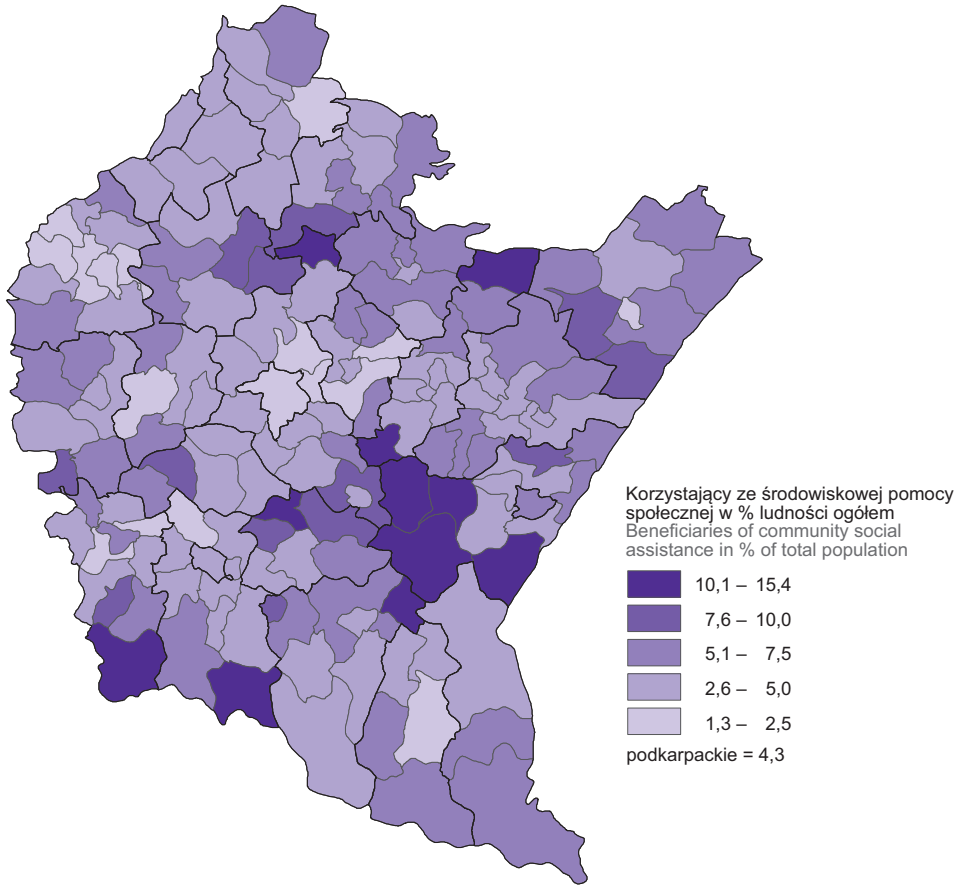 Korzystający ze środowiskowej pomocy
społecznej w % ludności ogółem
Beneficiaries of community social
assistance in % of total population
10,1 – 15,4
7,6 – 10,0
5,1 – 7,5
2,6 – 5,0
1,3 – 2,5
podkarpackie = 4,3